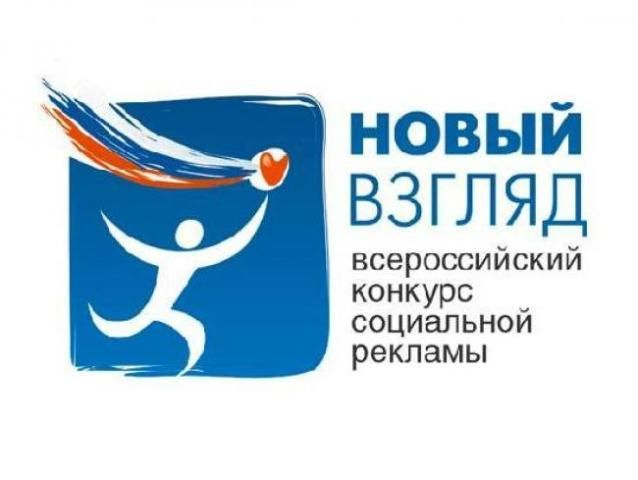 НОВЫЙ
ВЗГЛЯД
всероссийский
конкурс
социальной
рекламы